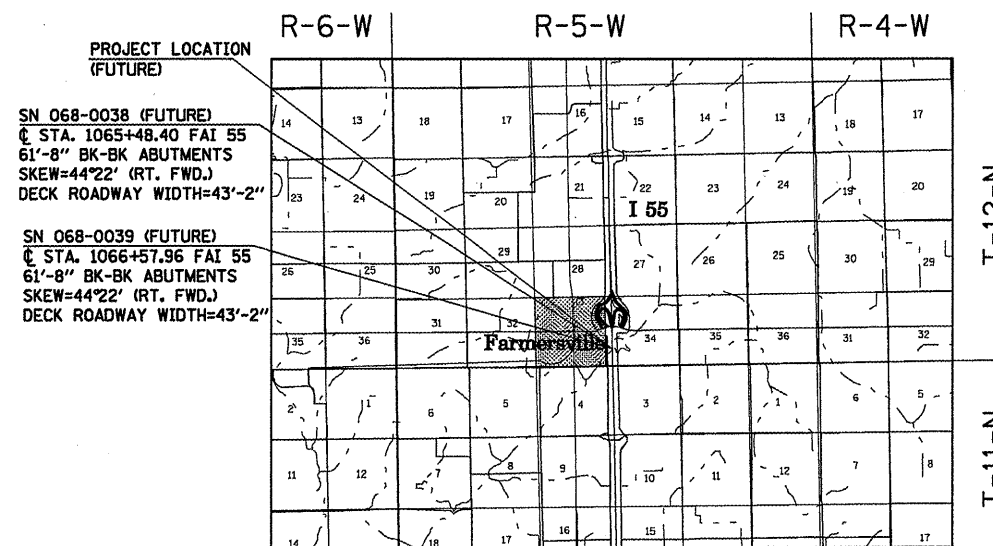 R-6-W R-5-W R-4-W
PROJECT LOCATION
(FUTURE)
SN 068-0038 (FUTURE)
℄ STA. 1065+48.40 FAI 55
61'-8" BK-BK ABUTMENTS
SKEW=44°22' (RT. FWD.)
DECK ROADWAY WIDTH=43'-2"
SN 068-0039 (FUTURE)
℄ STA. 1066+57.96 FAI 55
61'-8" BK-BK ABUTMENTS
SKEW=44°22' (RT. FWD.)
DECK ROADWAY WIDTH=43'-2"
14 13 18 17 16 15 14 13 18 17
23 24 19 20 21 22 23 24 19 20
I 55
26 25 30 29 28 27 26 25 30 29
35 36 31 32 34 35 36 31 32
Farmersville
2 1 6 5 4 3 2 1 6 5
11 12 7 8 9 10 11 12 7 8
14 18 17 16 15 17
T-12-N
T-11-N